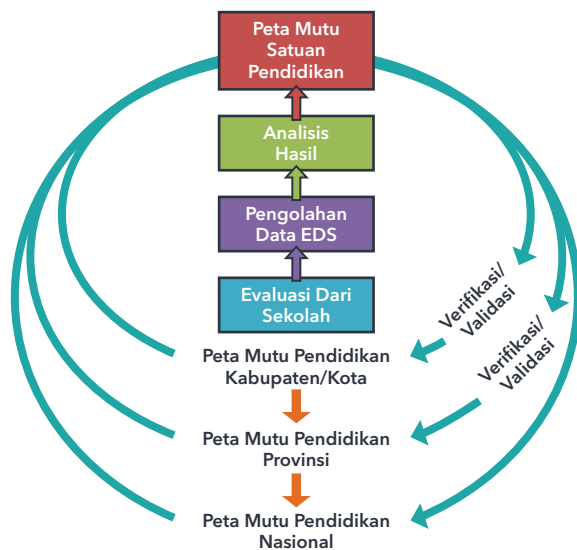 Peta Mutu
Satuan
Pendidikan
Analisis
Hasil
Pengolahan
Data EDS
Evaluasi Dari
Sekolah
Verifikasi/
Validasi
Verifikasi/
Validasi
Peta Mutu Pendidikan
Kabupaten/Kota
Peta Mutu Pendidikan
Provinsi
Peta Mutu Pendidikan
Nasional